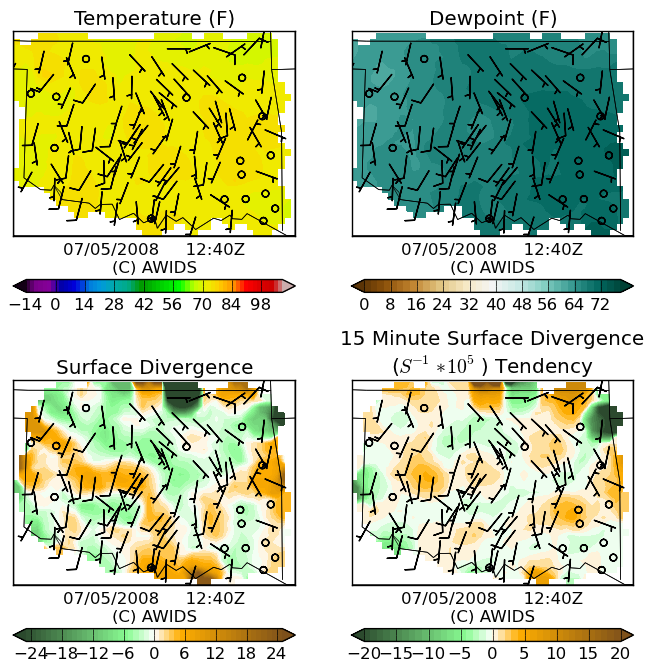 Temperature (F)
Dewpoint (F)
07/05/2008 12:40Z
(C) AWIDS
07/05/2008 12:40Z
(C) AWIDS
−14 0 14 28 42 56 70 84 98
0 8 16 24 32 40 48 56 64 72
Surface Divergence
15 Minute Surface Divergence
(S⁻¹ ∗10⁵ ) Tendency
07/05/2008 12:40Z
(C) AWIDS
07/05/2008 12:40Z
(C) AWIDS
−24 −18 −12 −6 0 6 12 18 24
−20 −15 −10 −5 0 5 10 15 20